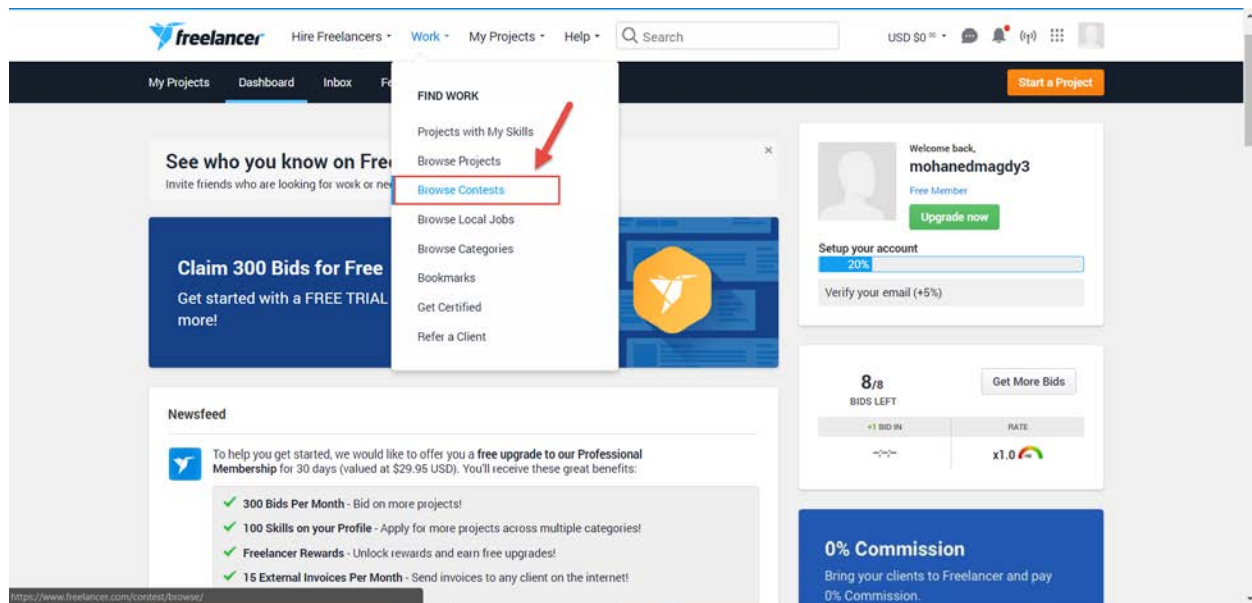 freelancer
Hire Freelancers Work My Projects Help Search USD $0.00
My Projects Dashboard Inbox Start a Project
FIND WORK
Projects with My Skills
Browse Projects
Browse Contests
Browse Local Jobs
Browse Categories
Bookmarks
Get Certified
Refer a Client
See who you know on
Invite friends who are looking for work or
Claim 300 Bids for Free
Get started with a FREE TRIAL
more!
Newsfeed
To help you get started, we would like to offer you a free upgrade to our Professional
Membership for 30 days (valued at $29.95 USD). You'll receive these great benefits:
300 Bids Per Month - Bid on more projects!
100 Skills on your Profile - Apply for more projects across multiple categories!
Freelancer Rewards - Unlock rewards and earn free upgrades!
15 External Invoices Per Month - Send invoices to any client on the internet!
Welcome back,
mohanedmagdy3
Free Member
Upgrade now
Setup your account
20%
Verify your email (+5%)
8/8
BIDS LEFT
Get More Bids
+1 BID IN RATE
--:--:-- x1.0
0% Commission
Bring your clients to Freelancer and pay
0% Commission.
https://www.freelancer.com/contest/browse/